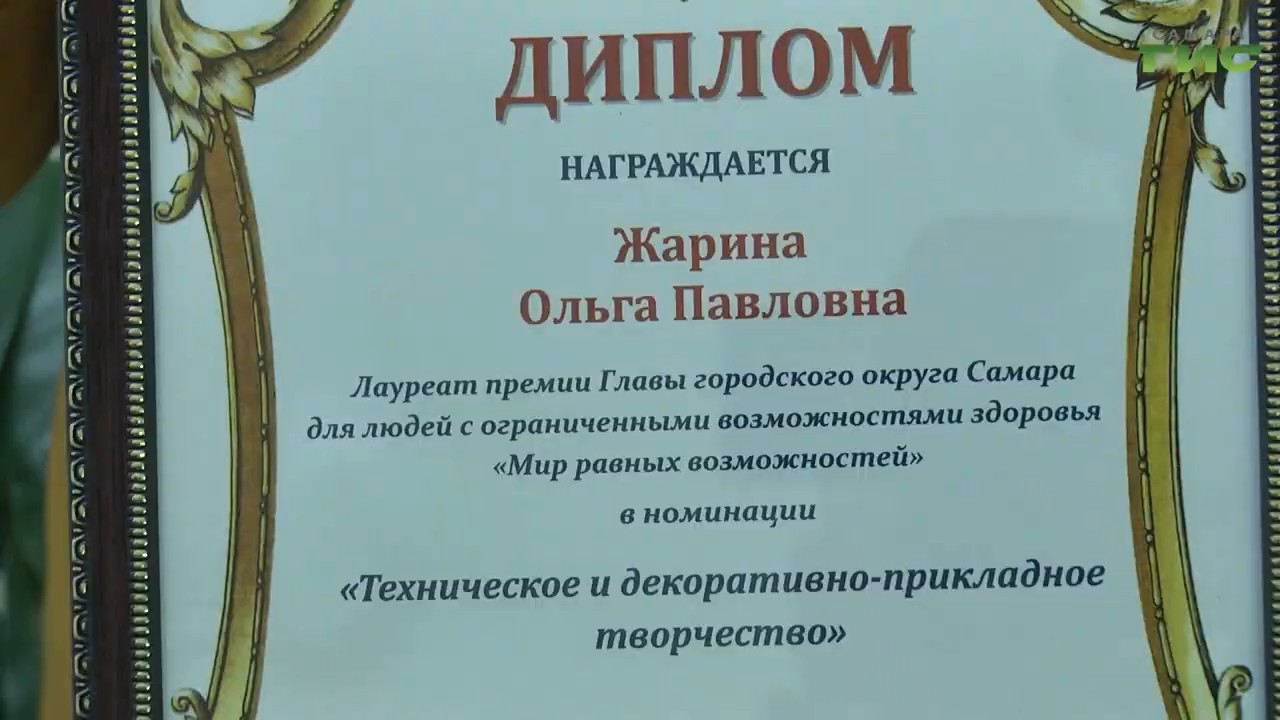 САМАРА
ГИС
ДИПЛОМ
НАГРАЖДАЕТСЯ
Жарина
Ольга Павловна
Лауреат премии Главы городского округа Самара
для людей с ограниченными возможностями здоровья
«Мир равных возможностей»
в номинации
«Техническое и декоративно-прикладное
творчество»